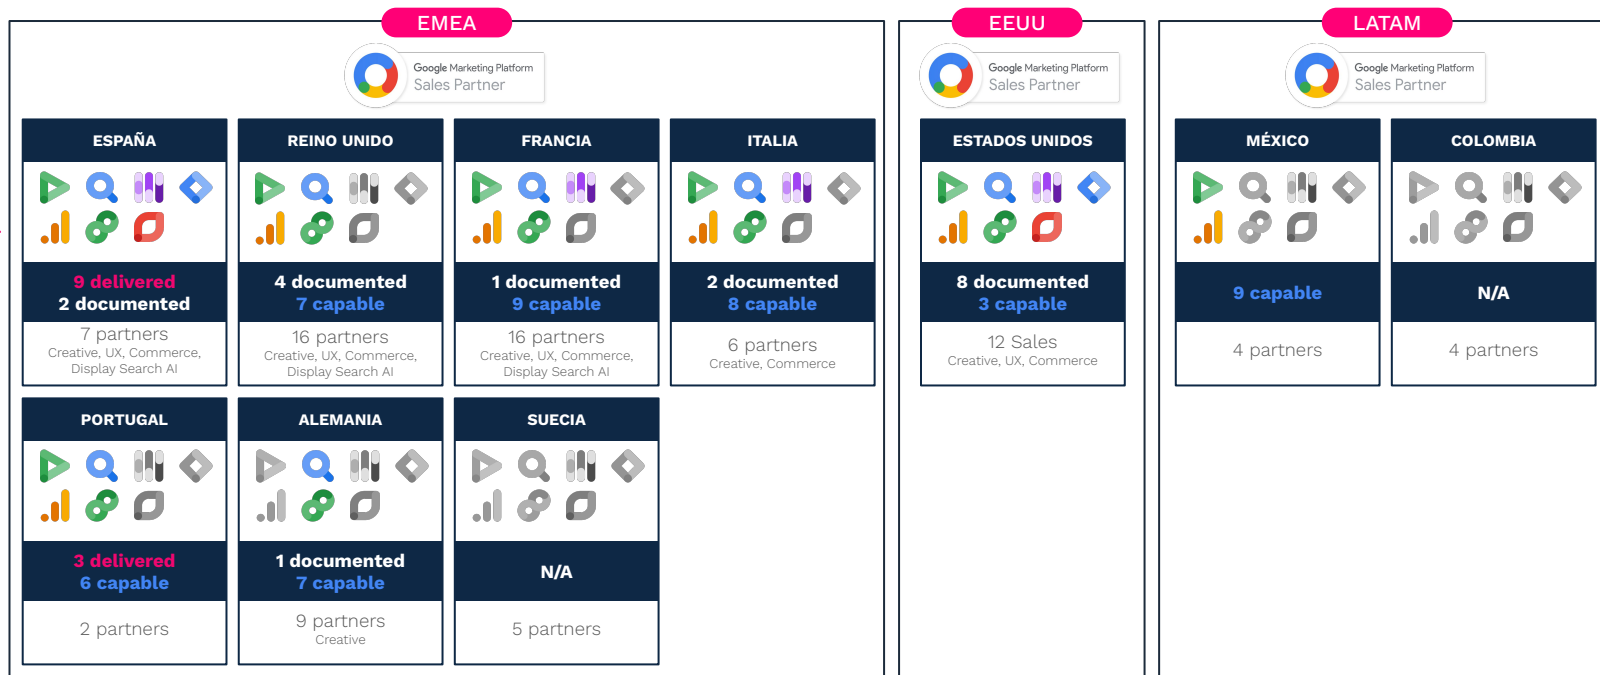 EMEA
Google Marketing Platform
Sales Partner
ESPAÑA
9 delivered
2 documented
7 partners
Creative, UX, Commerce,
Display Search AI
REINO UNIDO
4 documented
7 capable
16 partners
Creative, UX, Commerce,
Display Search AI
FRANCIA
1 documented
9 capable
16 partners
Creative, UX, Commerce,
Display Search AI
ITALIA
2 documented
8 capable
6 partners
Creative, Commerce
PORTUGAL
3 delivered
6 capable
2 partners
ALEMANIA
1 documented
7 capable
9 partners
Creative
SUECIA
N/A
5 partners
EEUU
Google Marketing Platform
Sales Partner
ESTADOS UNIDOS
8 documented
3 capable
12 Sales
Creative, UX, Commerce
LATAM
Google Marketing Platform
Sales Partner
MÉXICO
9 capable
4 partners
COLOMBIA
N/A
4 partners